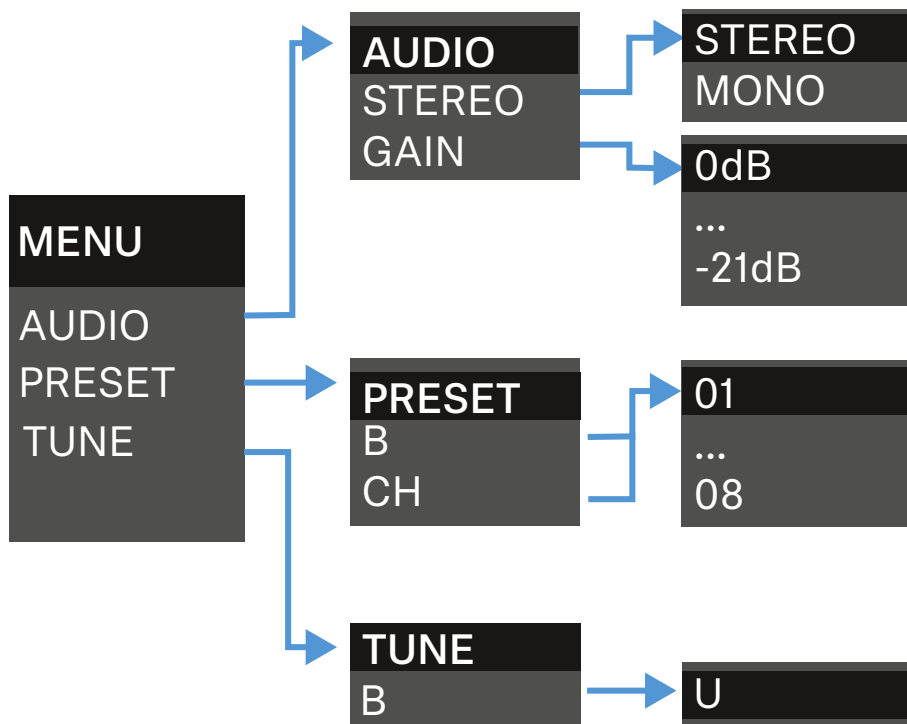 MENU
AUDIO
PRESET
TUNE
AUDIO
STEREO
GAIN
STEREO
MONO
0dB
...
-21dB
PRESET
B
CH
01
...
08
TUNE
B
U